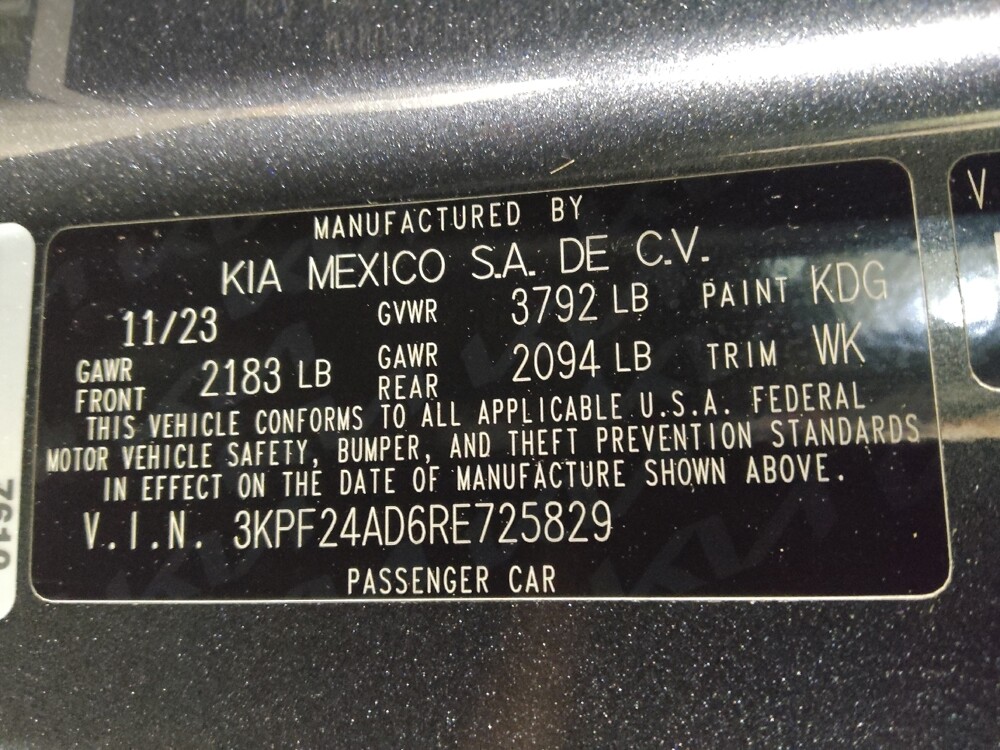 MANUFACTURED BY
KIA MEXICO S.A. DE C.V.
11/23 GVWR 3792 LB PAINT KDG
GAWR FRONT 2183 LB GAWR REAR 2094 LB TRIM WK
THIS VEHICLE CONFORMS TO ALL APPLICABLE U.S.A. FEDERAL
MOTOR VEHICLE SAFETY, BUMPER, AND THEFT PREVENTION STANDARDS
IN EFFECT ON THE DATE OF MANUFACTURE SHOWN ABOVE.
V.I.N. 3KPF24AD6RE725829
PASSENGER CAR
V